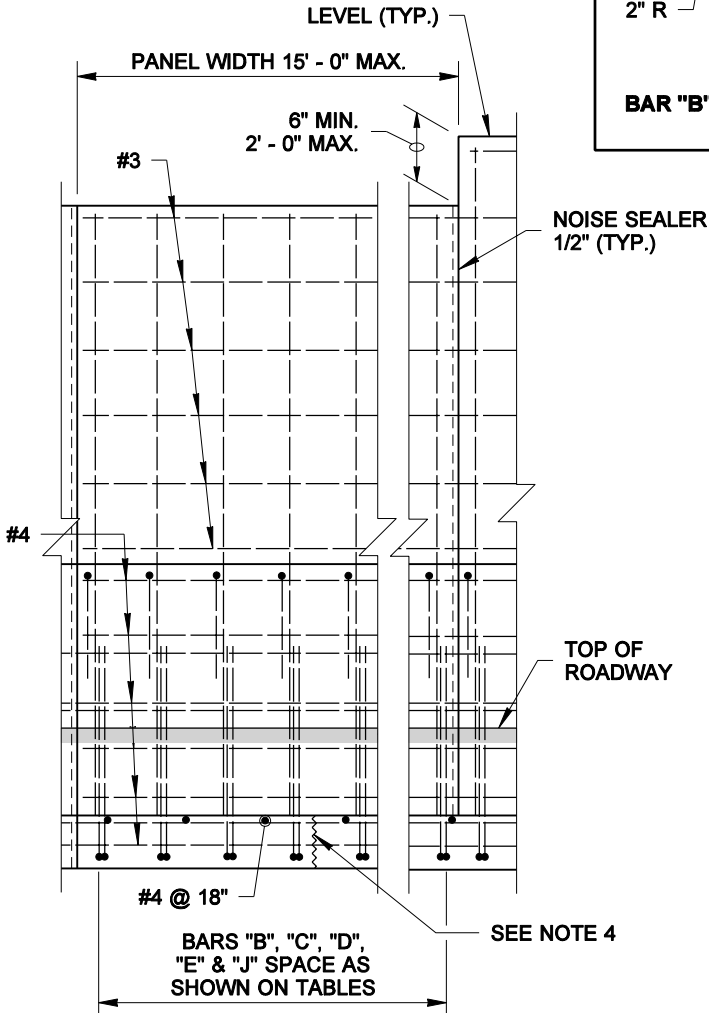 LEVEL (TYP.)
2" R
PANEL WIDTH 15' - 0" MAX.
BAR "B"
6" MIN.
2' - 0" MAX.
#3
NOISE SEALER
1/2" (TYP.)
#4
TOP OF
ROADWAY
#4 @ 18"
SEE NOTE 4
BARS "B", "C", "D",
"E" & "J" SPACE AS
SHOWN ON TABLES